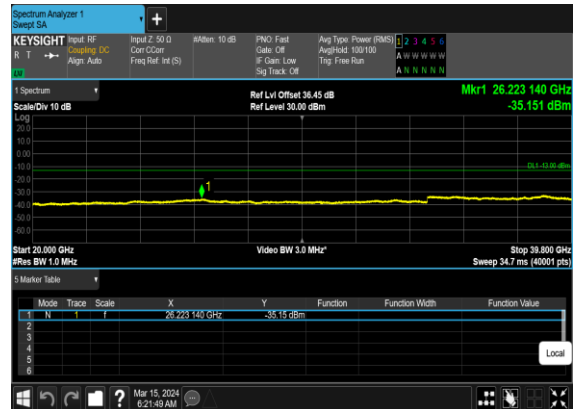 Spectrum Analyzer 1
Swept SA
+
KEYSIGHT Input: RF Input Z: 50 Ω #Atten: 10 dB PNO: Fast Avg Type: Power (RMS) 1 2 3 4 5 6
R T Coupling: DC Corr CCorr Gate: Off Avg|Hold: 100/100 A W W W W W
Align: Auto Freq Ref: Int (S) IF Gain: Low Trig: Free Run
LXI Sig Track: Off A N N N N N
1 Spectrum Ref Lvl Offset 36.45 dB Mkr1 26.223 140 GHz
Scale/Div 10 dB Ref Level 30.00 dBm -35.151 dBm
Log
20.0
10.0
0.00
-10.0 DL1 -13.00 dBm
-20.0
-30.0 1
-40.0
-50.0
-60.0
Start 20.000 GHz Video BW 3.0 MHz* Stop 39.800 GHz
#Res BW 1.0 MHz Sweep 34.7 ms (40001 pts)
5 Marker Table
Mode Trace Scale X Y Function Function Width Function Value
1 N 1 f 26.223 140 GHz -35.15 dBm
2
3
4
5
6
Local
? Mar 15, 2024
6:21:49 AM